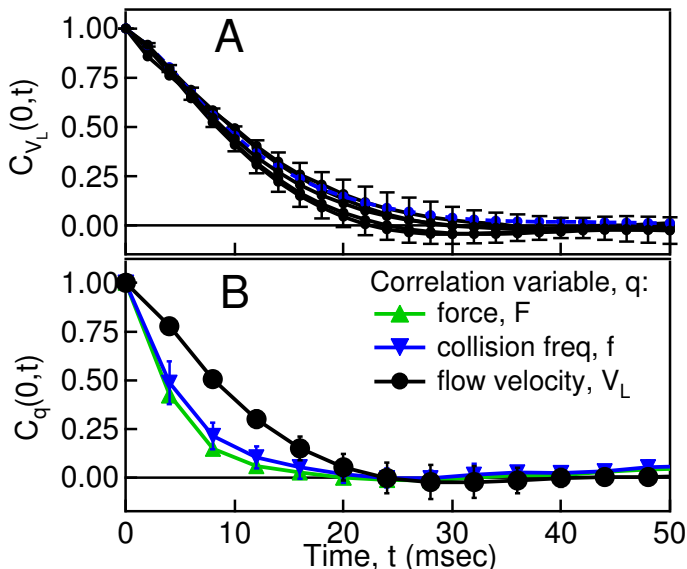 1.00
A
0.75
0.50
0.25
0.00
C_{V_L}(0,t)
1.00
B
0.75
0.50
0.25
0.00
C_q(0,t)
Correlation variable, q:
force, F
collision freq, f
flow velocity, V_L
0 10 20 30 40 50
Time, t (msec)